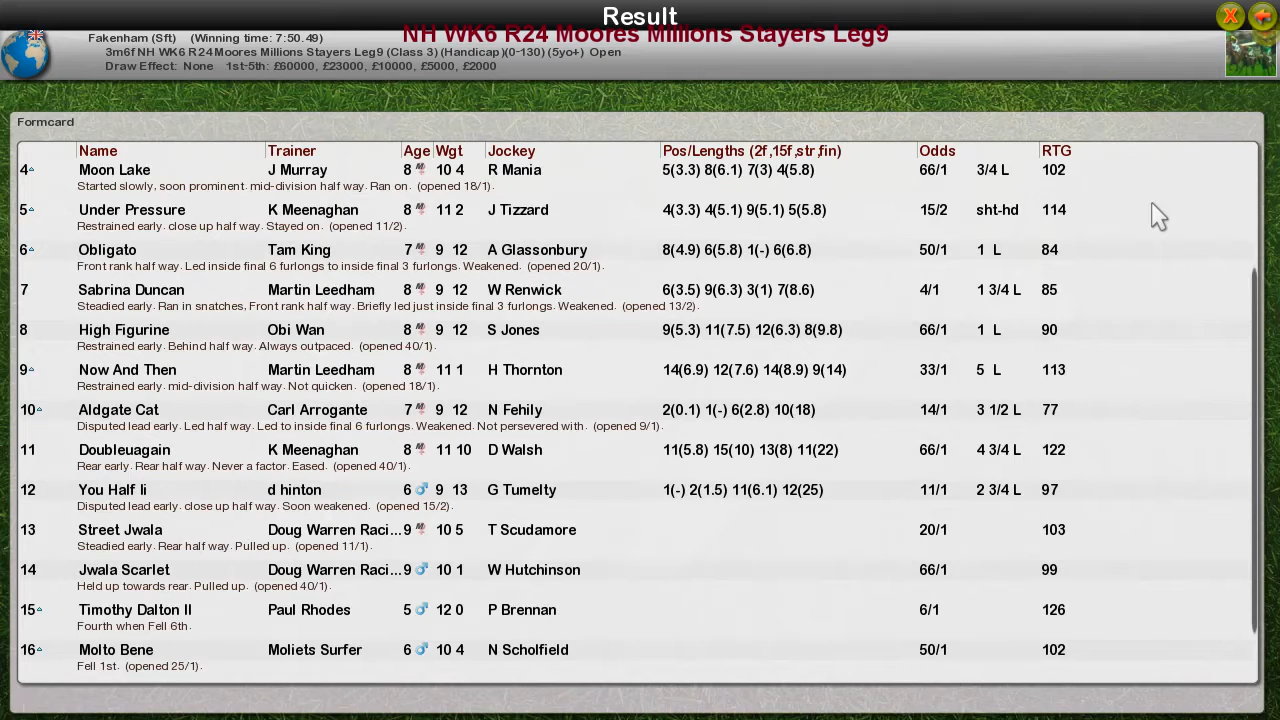 Result
NH WK6 R24 Moores Millions Stayers Leg9
Fakenham (Sft) (Winning time: 7:50.49)
3m6f NH WK6 R24 Moores Millions Stayers Leg9 (Class 3) (Handicap)(0-130) (5yo+) Open
Draw Effect: None 1st-5th: £60000, £23000, £10000, £5000, £2000
Formcard
Name Trainer Age Wgt Jockey Pos/Lengths (2f,15f,str,fin) Odds RTG
4 Moon Lake J Murray 8 10 4 R Mania 5(3.3) 8(6.1) 7(3) 4(5.8) 66/1 3/4 L 102
Started slowly, soon prominent. mid-division half way. Ran on. (opened 18/1).
5 Under Pressure K Meenaghan 8 11 2 J Tizzard 4(3.3) 4(5.1) 9(5.1) 5(5.8) 15/2 sht-hd 114
Restrained early. close up half way. Stayed on. (opened 11/2).
6 Obligato Tam King 7 9 12 A Glassonbury 8(4.9) 6(5.8) 1(-) 6(6.8) 50/1 1 L 84
Front rank half way. Led inside final 6 furlongs to inside final 3 furlongs. Weakened. (opened 20/1).
7 Sabrina Duncan Martin Leedham 8 9 12 W Renwick 6(3.5) 9(6.3) 3(1) 7(8.6) 4/1 1 3/4 L 85
Steadied early. Ran in snatches, Front rank half way. Briefly led just inside final 3 furlongs. Weakened. (opened 13/2).
8 High Figurine Obi Wan 8 9 12 S Jones 9(5.3) 11(7.5) 12(6.3) 8(9.8) 66/1 1 L 90
Restrained early. Behind half way. Always outpaced. (opened 40/1).
9 Now And Then Martin Leedham 8 11 1 H Thornton 14(6.9) 12(7.6) 14(8.9) 9(14) 33/1 5 L 113
Restrained early. mid-division half way. Not quicken. (opened 18/1).
10 Aldgate Cat Carl Arrogante 7 9 12 N Fehily 2(0.1) 1(-) 6(2.8) 10(18) 14/1 3 1/2 L 77
Disputed lead early. Led half way. Led to inside final 6 furlongs. Weakened. Not persevered with. (opened 9/1).
11 Doubleuagain K Meenaghan 8 11 10 D Walsh 11(5.8) 15(10) 13(8) 11(22) 66/1 4 3/4 L 122
Rear early. Rear half way. Never a factor. Eased. (opened 40/1).
12 You Half Ii d hinton 6 9 13 G Tumelty 1(-) 2(1.5) 11(6.1) 12(25) 11/1 2 3/4 L 97
Disputed lead early. close up half way. Soon weakened. (opened 15/2).
13 Street Jwala Doug Warren Raci... 9 10 5 T Scudamore 20/1 103
Steadied early. Rear half way. Pulled up. (opened 11/1).
14 Jwala Scarlet Doug Warren Raci... 9 10 1 W Hutchinson 66/1 99
Held up towards rear. Pulled up. (opened 40/1).
15 Timothy Dalton II Paul Rhodes 5 12 0 P Brennan 6/1 126
Fourth when Fell 6th.
16 Molto Bene Moliets Surfer 6 10 4 N Scholfield 50/1 102
Fell 1st. (opened 25/1).